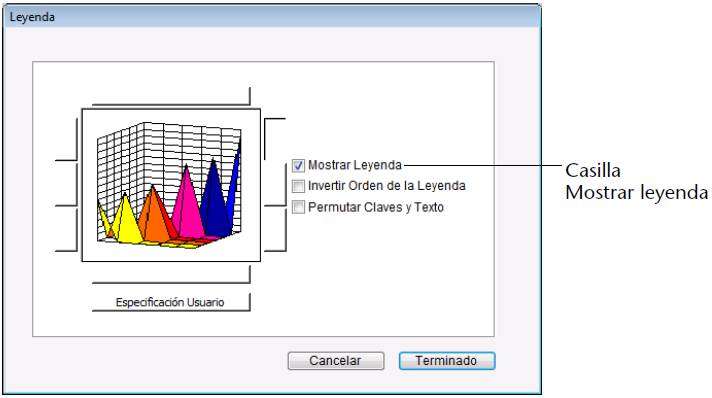 Leyenda
Mostrar Leyenda
Invertir Orden de la Leyenda
Permutar Claves y Texto
Especificación Usuario
Cancelar
Terminado
Casilla
Mostrar leyenda